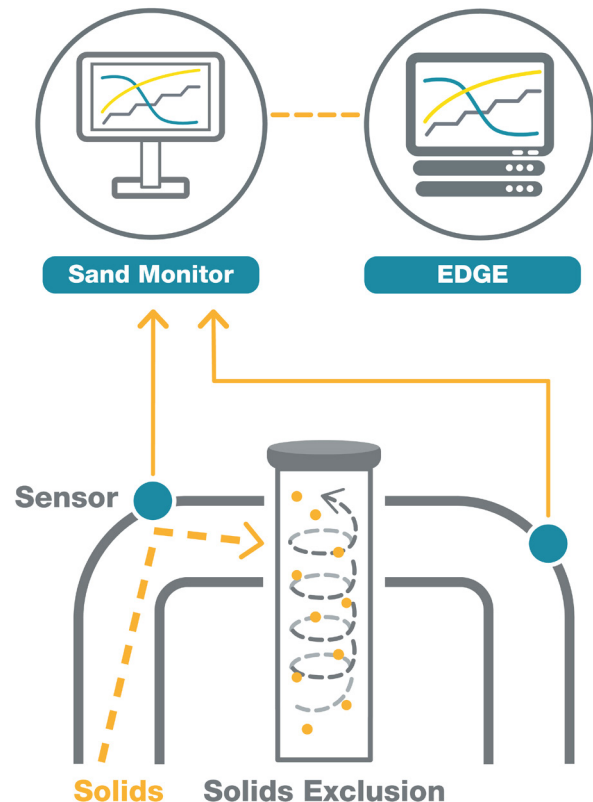 Sand Monitor
EDGE
Sensor
Solids
Solids Exclusion